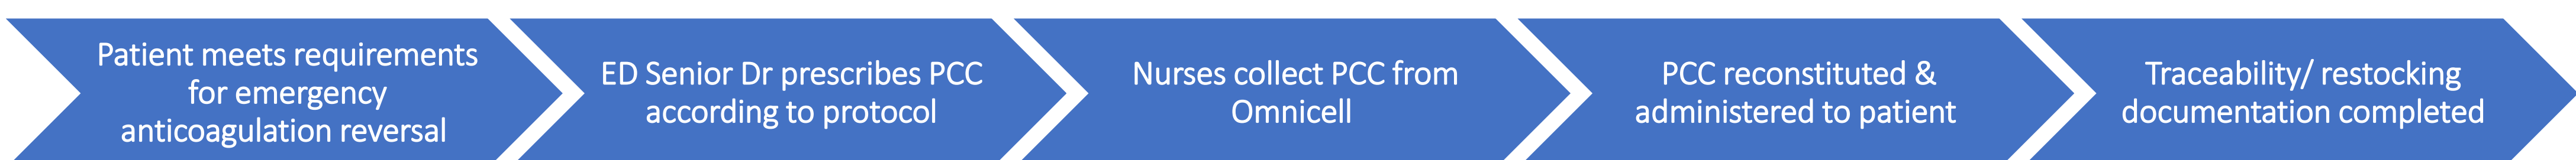 Patient meets requirements
for emergency
anticoagulation reversal
ED Senior Dr prescribes PCC
according to protocol
Nurses collect PCC from
Omnicell
PCC reconstituted &
administered to patient
Traceability/ restocking
documentation completed